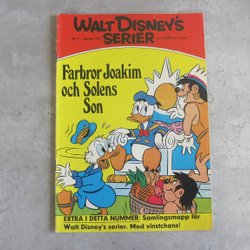 WALT DISNEY'S
SERIER
Farbror Joakim
och Solens
Son
EXTRA I DETTA NUMMER: Samlingsmapp för
Walt Disney's serier. Med vinstchans!